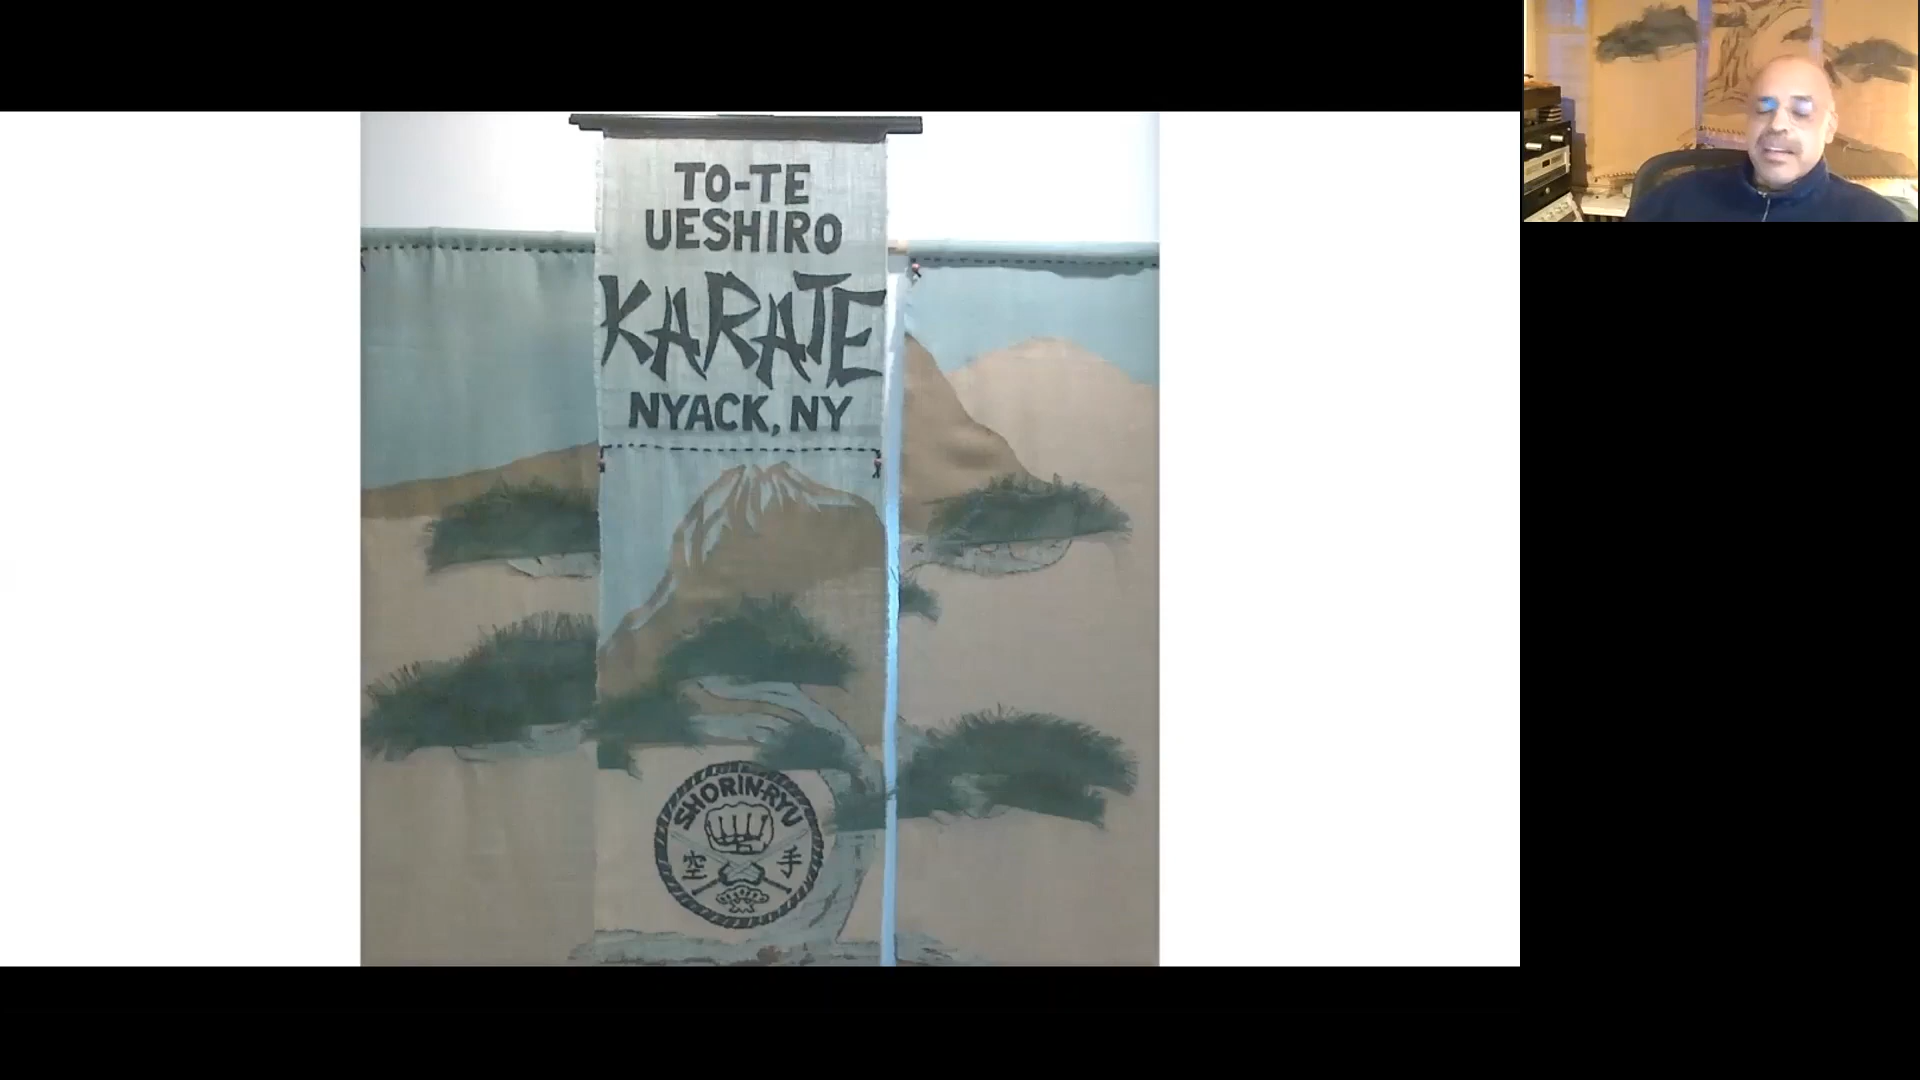 TO-TE
UESHIRO
KARATE
NYACK, NY
SHORIN-RYU
空 手